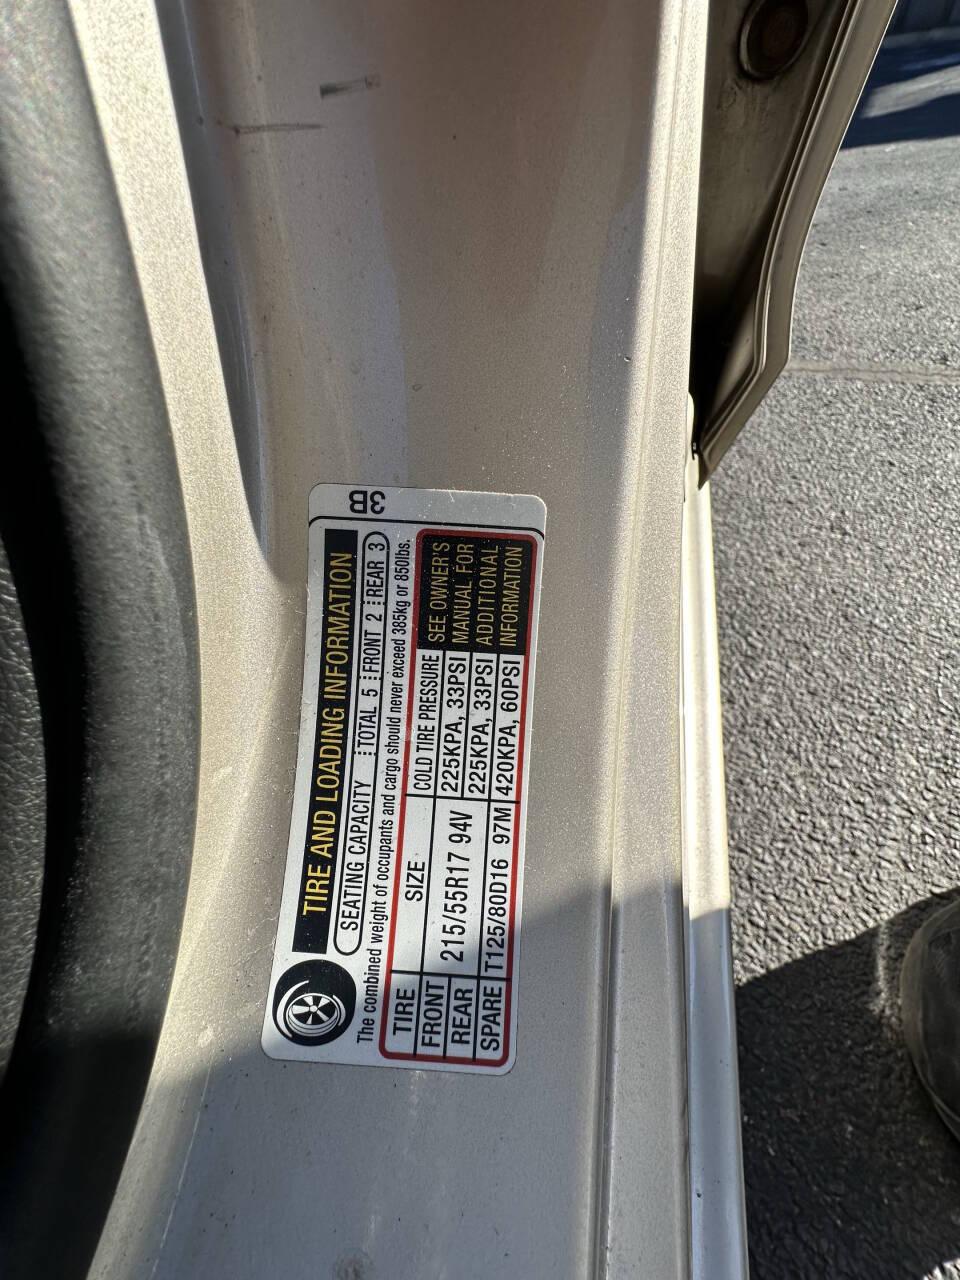 3B
TIRE AND LOADING INFORMATION
SEATING CAPACITY TOTAL 5 FRONT 2 REAR 3
The combined weight of occupants and cargo should never exceed 385kg or 850lbs.
TIRE SIZE COLD TIRE PRESSURE
FRONT 215/55R17 94V 225KPA, 33PSI
REAR 225KPA, 33PSI
SPARE T125/80D16 97M 420KPA, 60PSI
SEE OWNER'S
MANUAL FOR
ADDITIONAL
INFORMATION